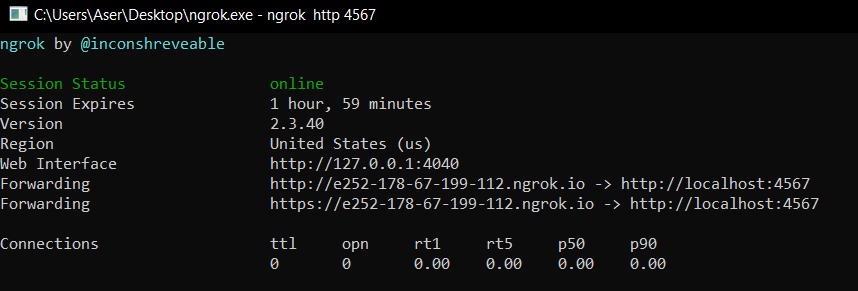 C:\Users\Aser\Desktop\ngrok.exe - ngrok  http 4567
ngrok by @inconshreveable
Session Status                online
Session Expires               1 hour, 59 minutes
Version                       2.3.40
Region                        United States (us)
Web Interface                 http://127.0.0.1:4040
Forwarding                    http://e252-178-67-199-112.ngrok.io -> http://localhost:4567
Forwarding                    https://e252-178-67-199-112.ngrok.io -> http://localhost:4567
Connections                   ttl     opn     rt1     rt5     p50     p90
                              0       0       0.00    0.00    0.00    0.00